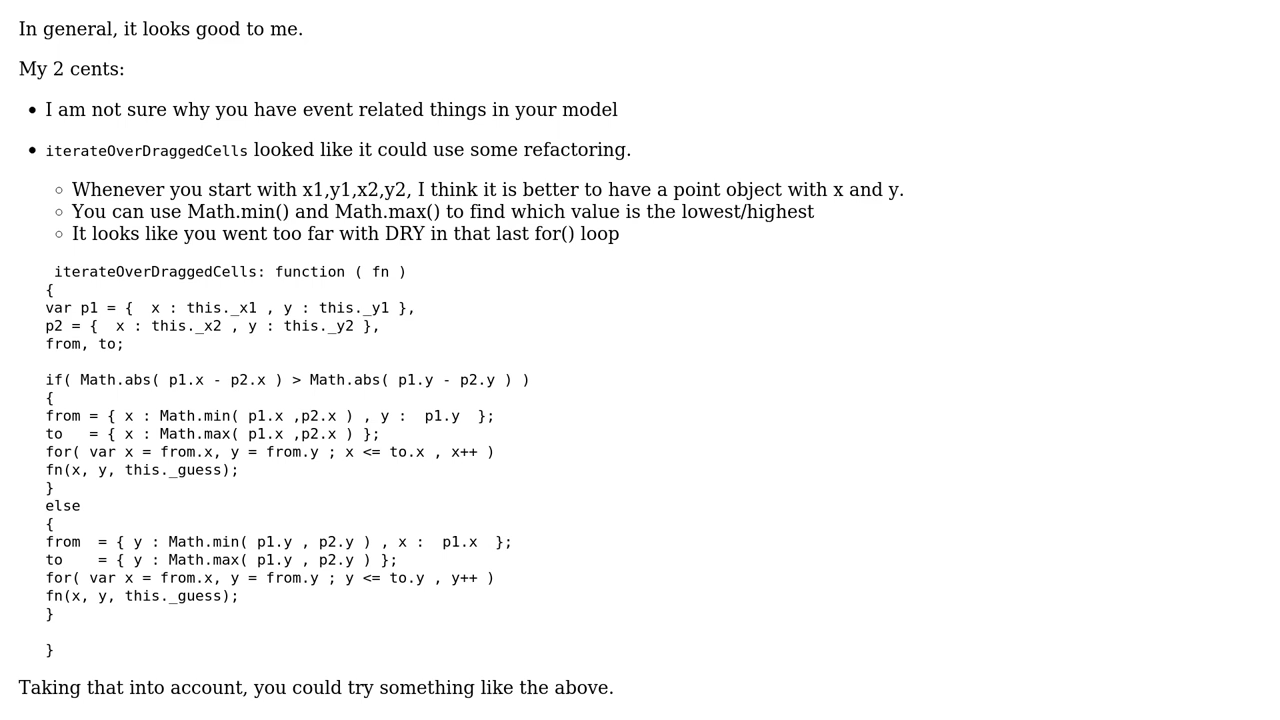 In general, it looks good to me.
My 2 cents:
• I am not sure why you have event related things in your model
• iterateOverDraggedCells looked like it could use some refactoring.
◦ Whenever you start with x1,y1,x2,y2, I think it is better to have a point object with x and y.
◦ You can use Math.min() and Math.max() to find which value is the lowest/highest
◦ It looks like you went too far with DRY in that last for() loop
iterateOverDraggedCells: function ( fn )
{
var p1 = {  x : this._x1 , y : this._y1 },
p2 = {  x : this._x2 , y : this._y2 },
from, to;
if( Math.abs( p1.x - p2.x ) > Math.abs( p1.y - p2.y ) )
{
from = { x : Math.min( p1.x ,p2.x ) , y :  p1.y  };
to   = { x : Math.max( p1.x ,p2.x ) };
for( var x = from.x, y = from.y ; x <= to.x , x++ )
fn(x, y, this._guess);
}
else
{
from  = { y : Math.min( p1.y , p2.y ) , x :  p1.x  };
to    = { y : Math.max( p1.y , p2.y ) };
for( var x = from.x, y = from.y ; y <= to.y , y++ )
fn(x, y, this._guess);
}
}
Taking that into account, you could try something like the above.